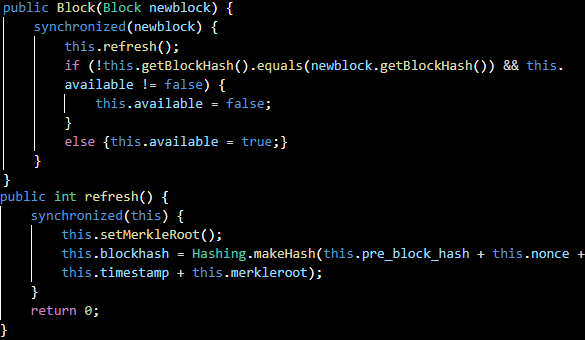 public Block(Block newblock) {
synchronized(newblock) {
this.refresh();
if (!this.getBlockHash().equals(newblock.getBlockHash()) && this.
available != false) {
this.available = false;
}
else {this.available = true;}
}
}
public int refresh() {
synchronized(this) {
this.setMerkleRoot();
this.blockhash = Hashing.makeHash(this.pre_block_hash + this.nonce +
this.timestamp + this.merkleroot);
}
return 0;
}